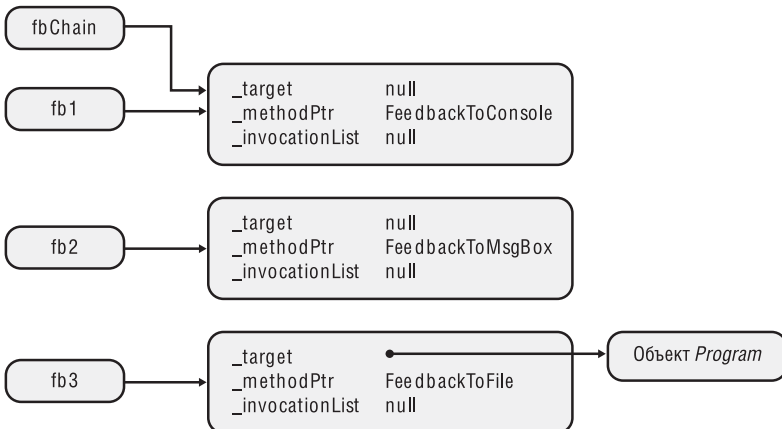 fbChain
fb1
_target null
_methodPtr FeedbackToConsole
_invocationList null
fb2
_target null
_methodPtr FeedbackToMsgBox
_invocationList null
fb3
_target
_methodPtr FeedbackToFile
_invocationList null
Объект Program